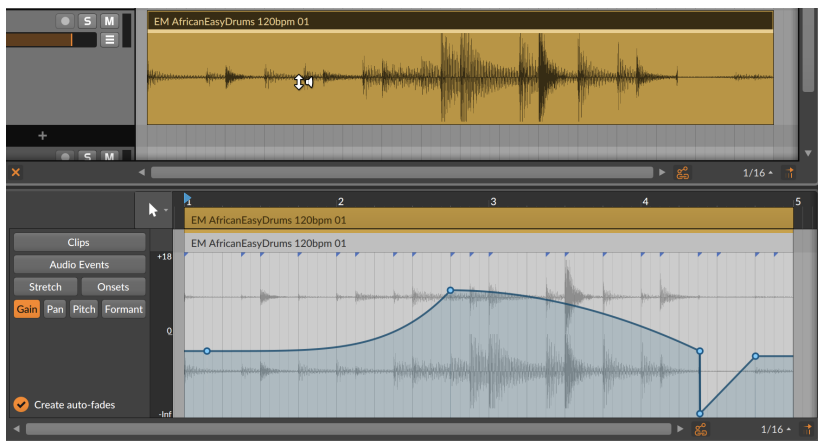 S M
EM AfricanEasyDrums 120bpm 01
+
S M
1/16
1 2 3 4 5
EM AfricanEasyDrums 120bpm 01
Clips
EM AfricanEasyDrums 120bpm 01
Audio Events
+18
Stretch Onsets
Gain Pan Pitch Formant
0
Create auto-fades
-Inf
1/16